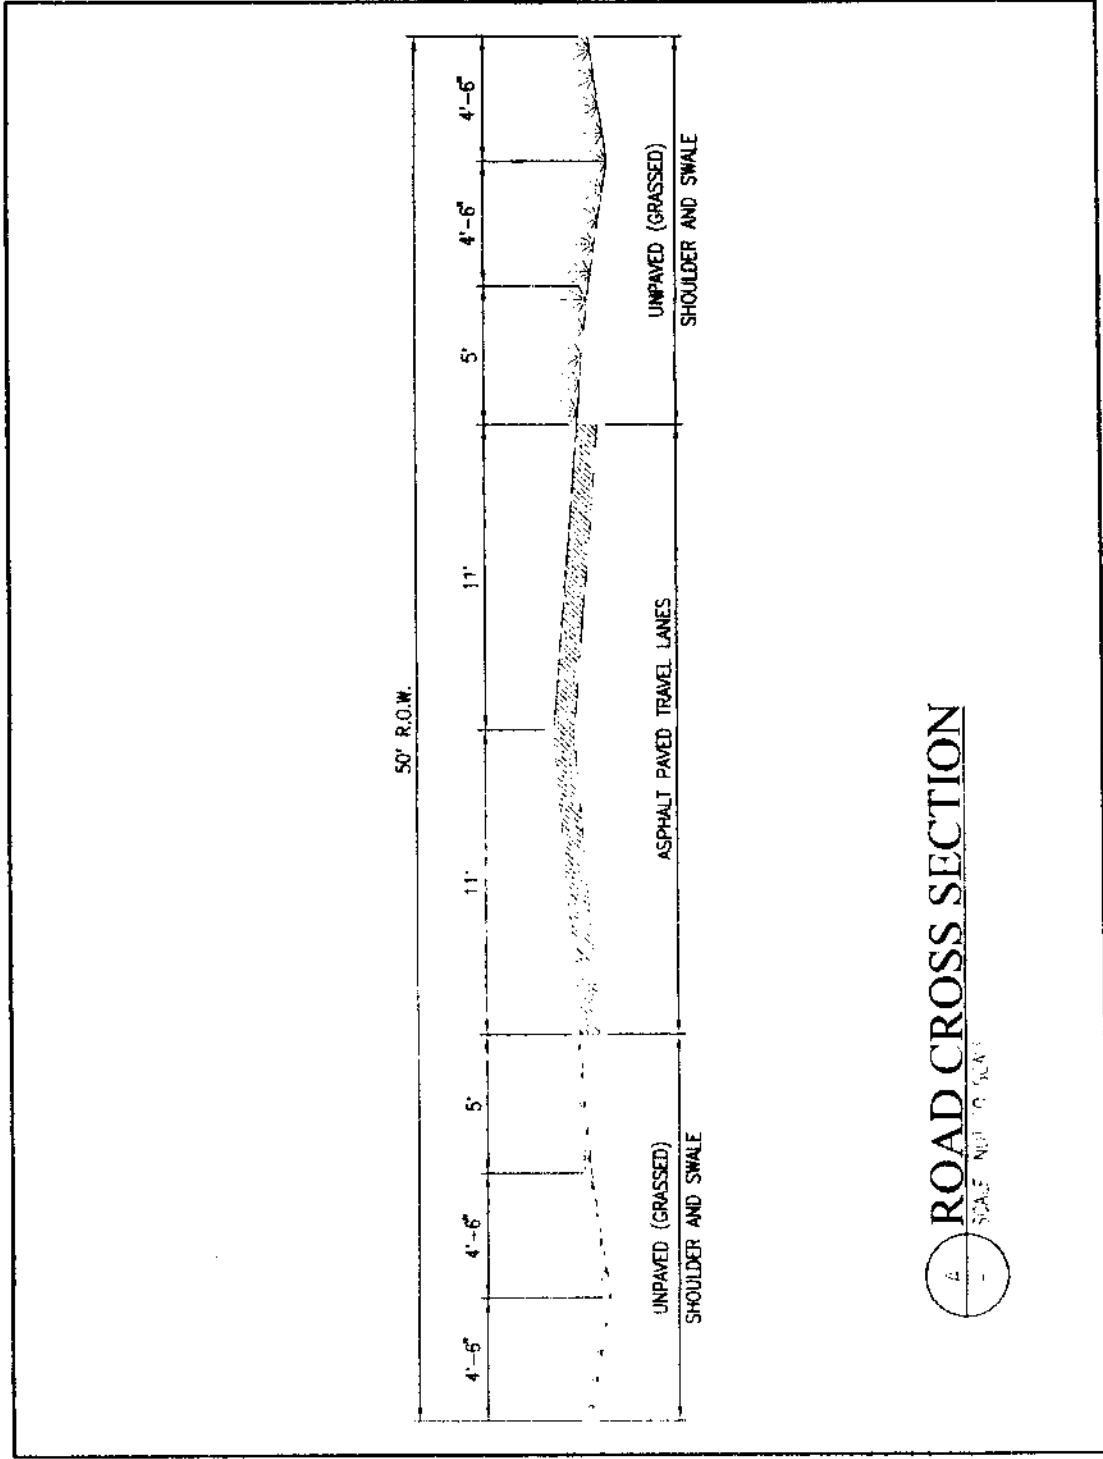 50' R.O.W.
4'-6"
4'-6"
5'
11'
11'
5'
4'-6"
4'-6"
UNPAVED (GRASSED)
SHOULDER AND SWALE
ASPHALT PAVED TRAVEL LANES
UNPAVED (GRASSED)
SHOULDER AND SWALE
A
-
ROAD CROSS SECTION
SCALE